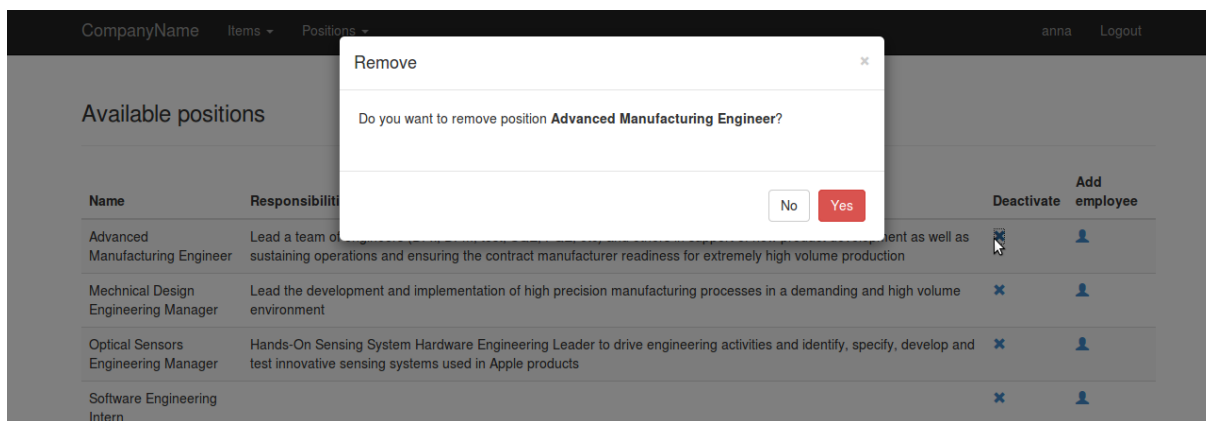 CompanyName Items Positions anna Logout
Remove ×
Available positions
Do you want to remove position Advanced Manufacturing Engineer?
No Yes
Name Responsibiliti Deactivate Add employee
Advanced
Manufacturing Engineer
Lead a team of ment as well as
sustaining operations and ensuring the contract manufacturer readiness for extremely high volume production
Mechnical Design
Engineering Manager
Lead the development and implementation of high precision manufacturing processes in a demanding and high volume
environment
Optical Sensors
Engineering Manager
Hands-On Sensing System Hardware Engineering Leader to drive engineering activities and identify, specify, develop and
test innovative sensing systems used in Apple products
Software Engineering
Intern